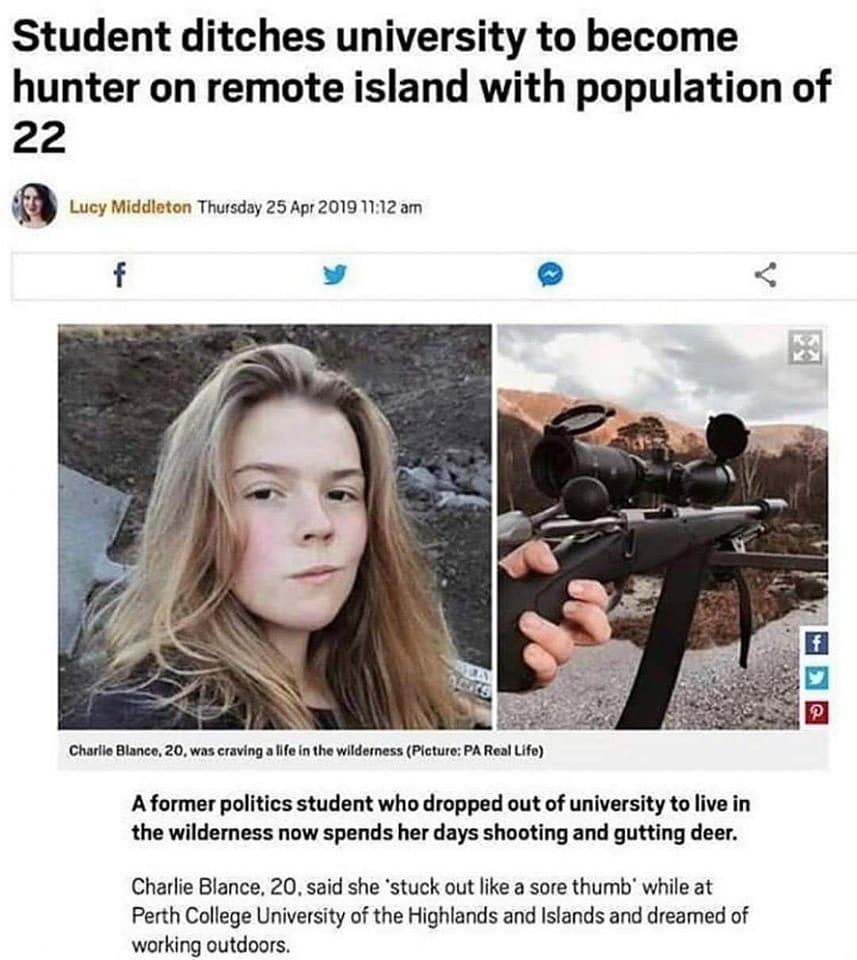 Student ditches university to become
hunter on remote island with population of
22
Lucy Middleton Thursday 25 Apr 2019 11:12 am
Charlie Blance, 20, was craving a life in the wilderness (Picture: PA Real Life)
A former politics student who dropped out of university to live in
the wilderness now spends her days shooting and gutting deer.
Charlie Blance, 20, said she ‘stuck out like a sore thumb’ while at
Perth College University of the Highlands and Islands and dreamed of
working outdoors.